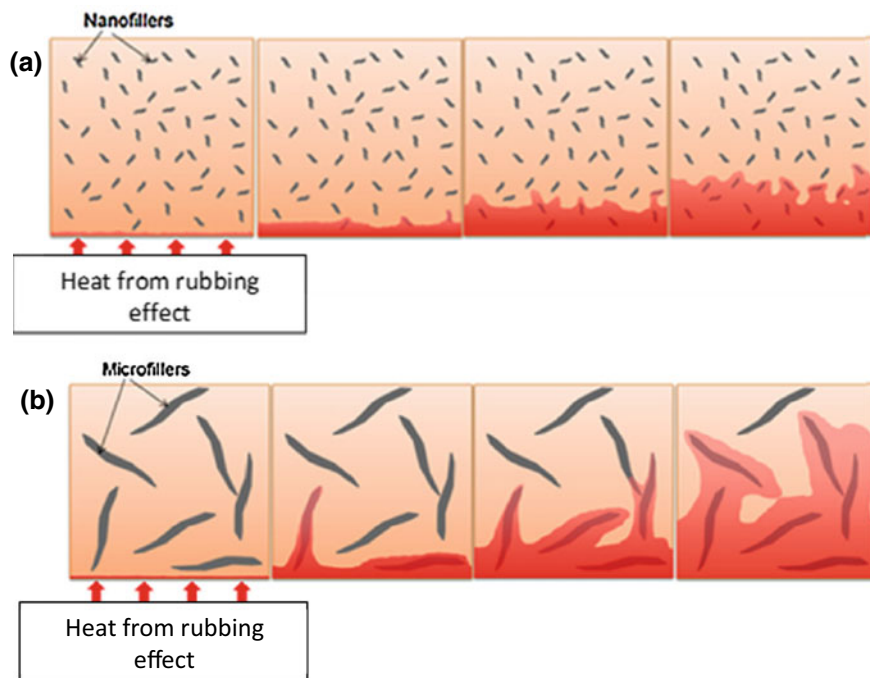 Nanofillers
(a)
Heat from rubbing
effect
Microfillers
(b)
Heat from rubbing
effect